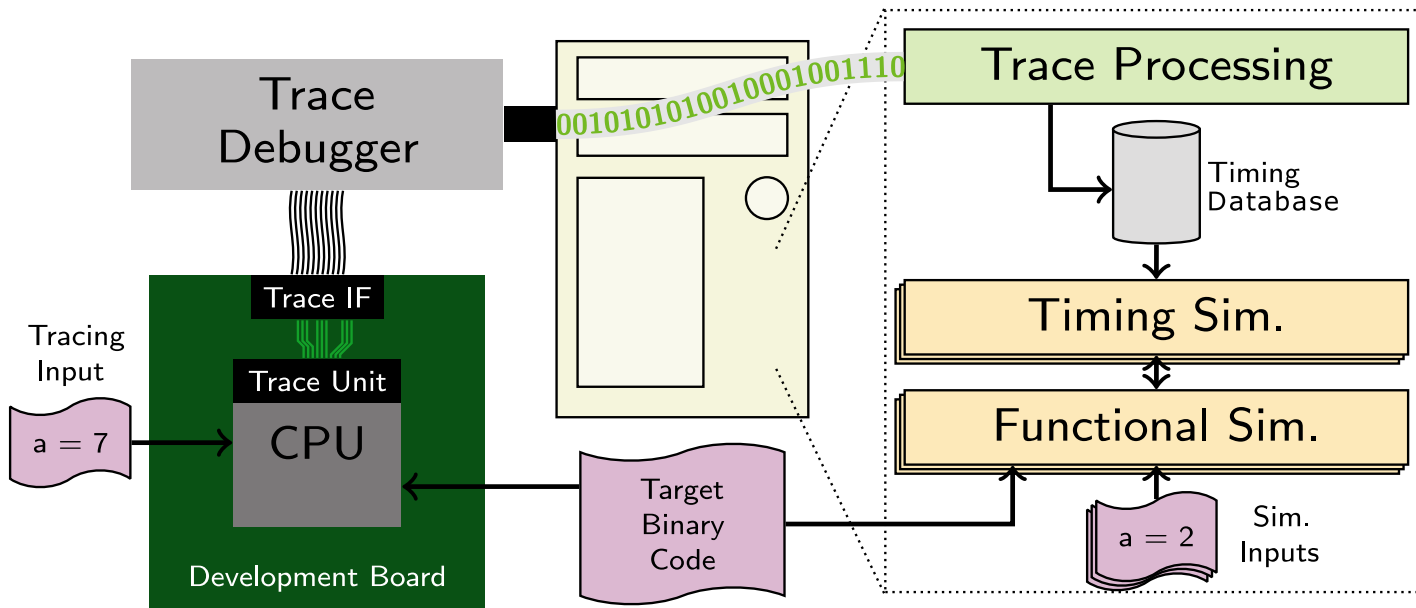 Trace
Debugger
0010101010010001001110
Trace Processing
Timing
Database
Trace IF
Timing Sim.
Tracing
Input
Trace Unit
CPU
Functional Sim.
a = 7
Target
Binary
Code
Sim.
Inputs
a = 2
Development Board